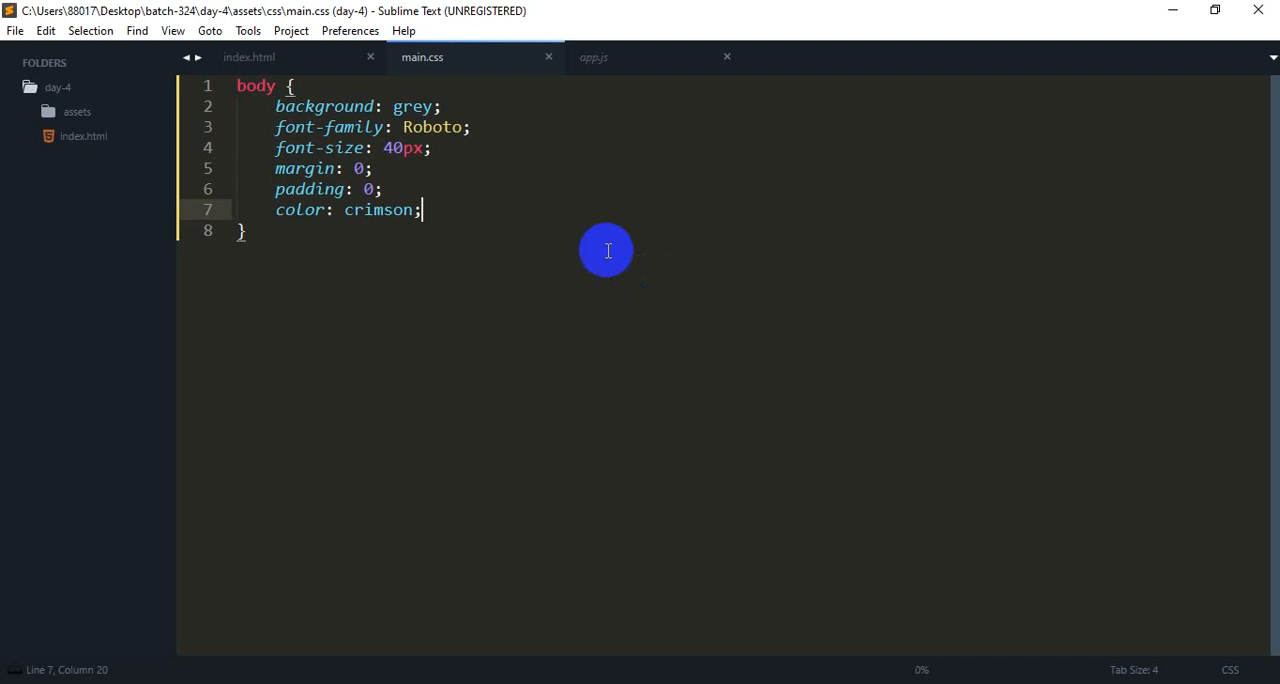 C:\Users\88017\Desktop\batch-324\day-4\assets\css\main.css (day-4) - Sublime Text (UNREGISTERED)
File Edit Selection Find View Goto Tools Project Preferences Help
FOLDERS
day-4
assets
index.html
index.html main.css app.js
1 body {
2 background: grey;
3 font-family: Roboto;
4 font-size: 40px;
5 margin: 0;
6 padding: 0;
7 color: crimson;
8 }
Line 7, Column 20 0% Tab Size: 4 CSS